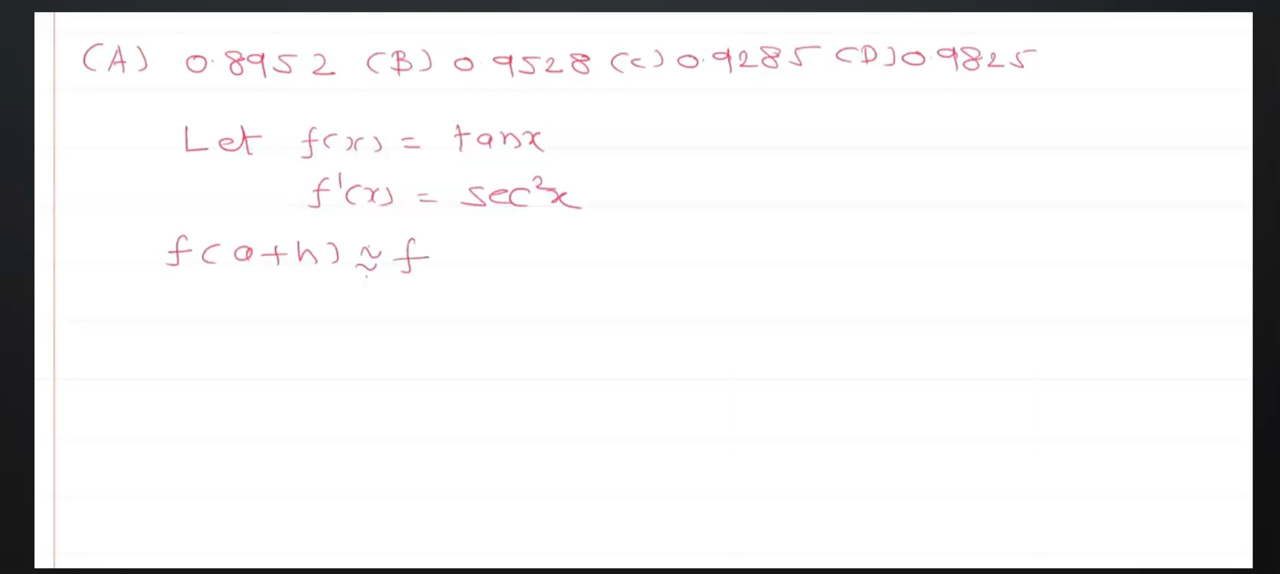 (A) 0.8952 (B) 0.9528 (c) 0.9285 (D) 0.9825
Let f(x) = tanx
f'(x) = sec²x
f(a+h) ≈ f